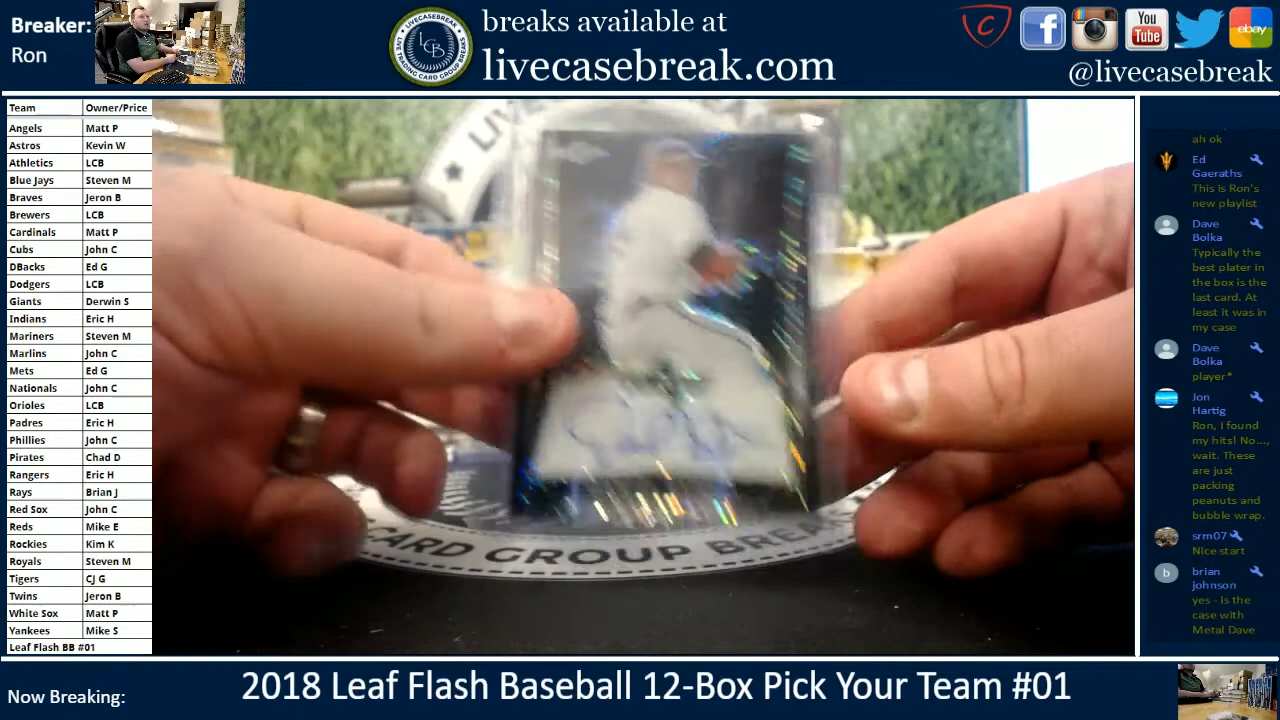 Breaker:
Ron
LCB
breaks available at
livecasebreak.com
You
Tube
ebay
@livecasebreak
Team Owner/Price
Angels Matt P
Astros Kevin W
Athletics LCB
Blue Jays Steven M
Braves Jeron B
Brewers LCB
Cardinals Matt P
Cubs John C
DBacks Ed G
Dodgers LCB
Giants Derwin S
Indians Eric H
Mariners Steven M
Marlins John C
Mets Ed G
Nationals John C
Orioles LCB
Padres Eric H
Phillies John C
Pirates Chad D
Rangers Eric H
Rays Brian J
Red Sox John C
Reds Mike E
Rockies Kim K
Royals Steven M
Tigers CJ G
Twins Jeron B
White Sox Matt P
Yankees Mike S
Leaf Flash BB #01
CARD GROUP
ah ok
Ed
Gaeraths
This is Ron's
new playlist
Dave
Bolka
Typically the
best plater in
the box is the
last card. At
least it was in
my case
Dave
Bolka
player*
Jon
Hartig
Ron, I found
my hits! No...,
wait. These
are just
packing
peanuts and
bubble wrap.
srm07
Nice start
b
brian
johnson
yes - is the
case with
Metal Dave
Now Breaking:
2018 Leaf Flash Baseball 12-Box Pick Your Team #01